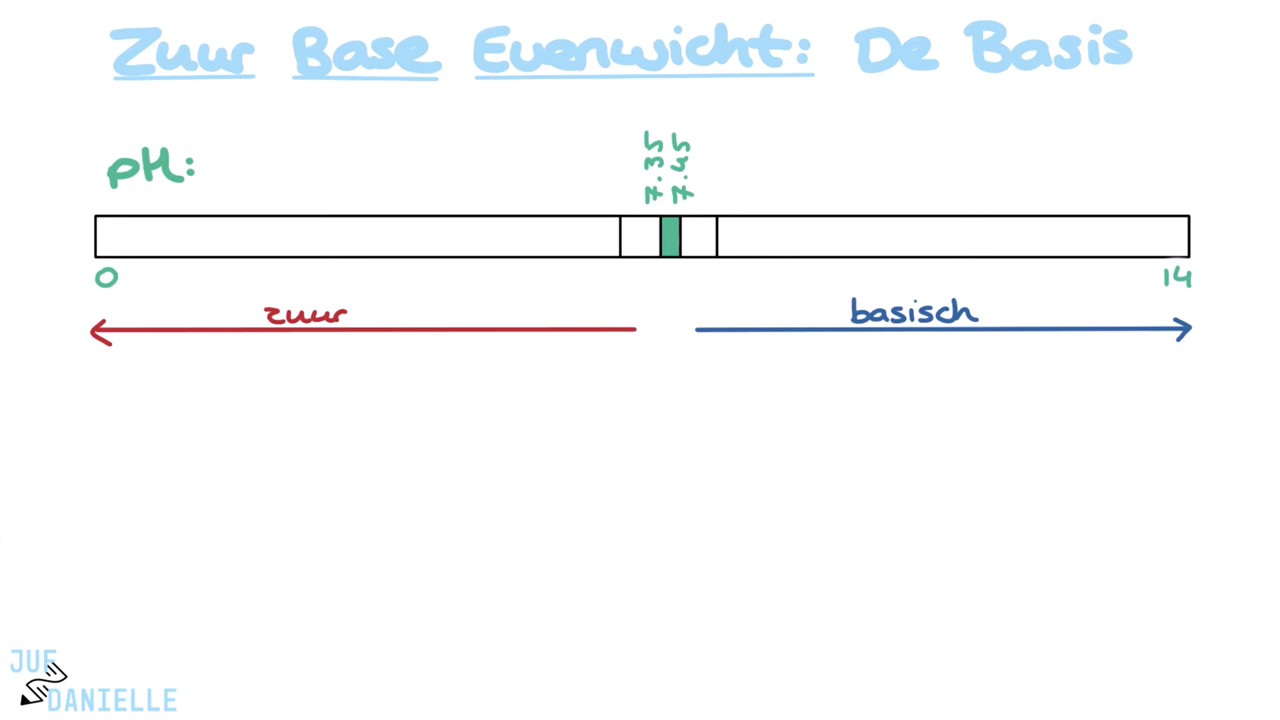 Zuur Base Evenwicht: De Basis
pH:
7.35
7.45
0
14
zuur
basisch
JUF
DANIELLE